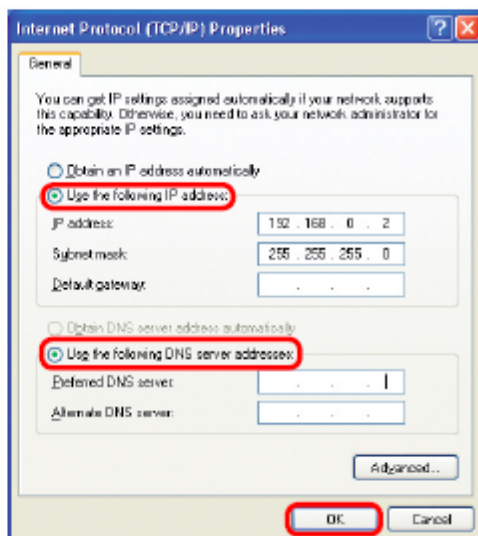 Internet Protocol (TCP/IP) Properties
General
You can get IP settings assigned automatically if your network supports
this capability. Otherwise, you need to ask your network administrator for
the appropriate IP settings.
Obtain an IP address automatically
Use the following IP address:
IP address: 192 . 168 . 0 . 2
Subnet mask: 255 . 255 . 255 . 0
Default gateway: . . .
Obtain DNS server address automatically
Use the following DNS server addresses:
Preferred DNS server: . . .
Alternate DNS server: . . .
Advanced...
OK Cancel